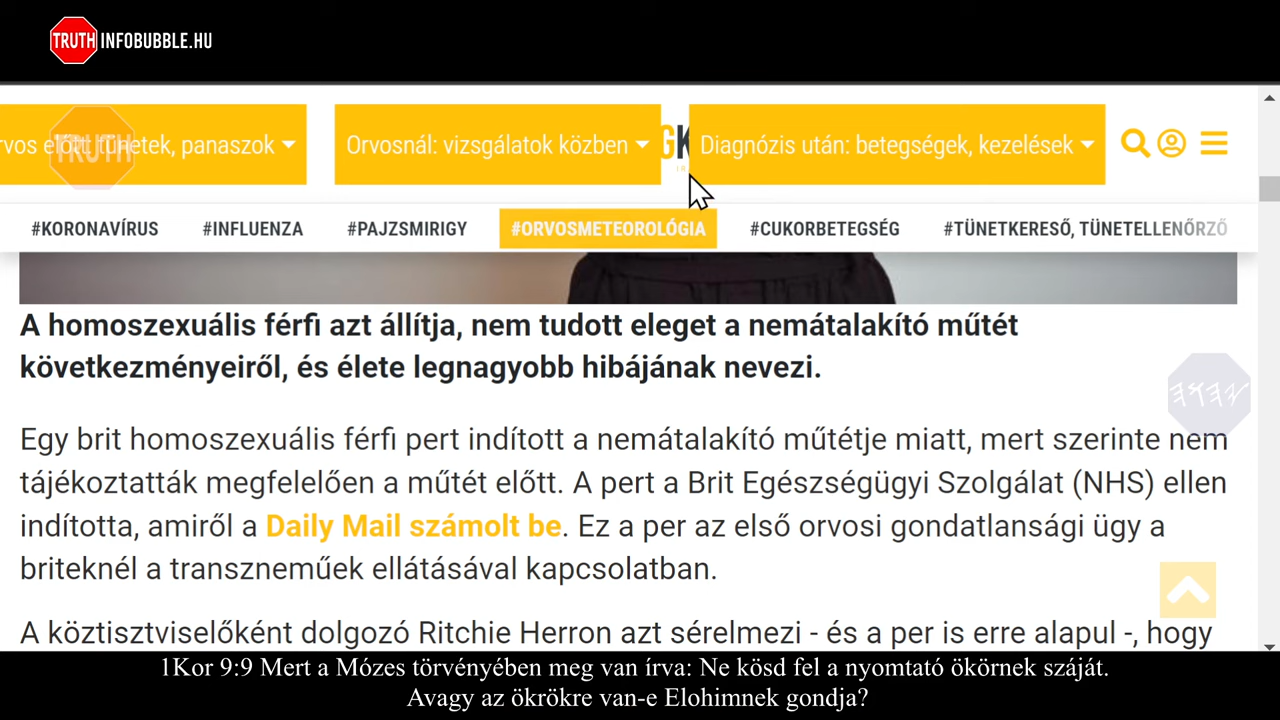 TRUTH INFOBUBBLE.HU
rvos előtt: tünetek, panaszok
Orvosnál: vizsgálatok közben
Diagnózis után: betegségek, kezelések
TRUTH
#KORONAVÍRUS #INFLUENZA #PAJZSMIRIGY #ORVOSMETEOROLÓGIA #CUKORBETEGSÉG #TÜNETKERESŐ, TÜNETELLENŐRZŐ
A homoszexuális férfi azt állítja, nem tudott eleget a nemátalakító műtét
következményeiről, és élete legnagyobb hibájának nevezi.
Egy brit homoszexuális férfi pert indított a nemátalakító műtétje miatt, mert szerinte nem
tájékoztatták megfelelően a műtét előtt. A pert a Brit Egészségügyi Szolgálat (NHS) ellen
indította, amiről a Daily Mail számolt be. Ez a per az első orvosi gondatlansági ügy a
briteknél a transzneműek ellátásával kapcsolatban.
A köztisztviselőként dolgozó Ritchie Herron azt sérelmezi - és a per is erre alapul -, hogy
1Kor 9:9 Mert a Mózes törvényében meg van írva: Ne kösd fel a nyomtató ökörnek száját.
Avagy az ökrökre van-e Elohimnek gondja?